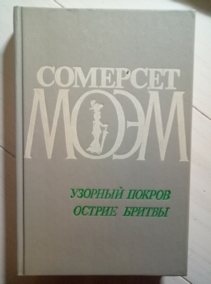 СОМЕРСЕТ
МОЭМ
УЗОРНЫЙ ПОКРОВ
ОСТРИЕ БРИТВЫ